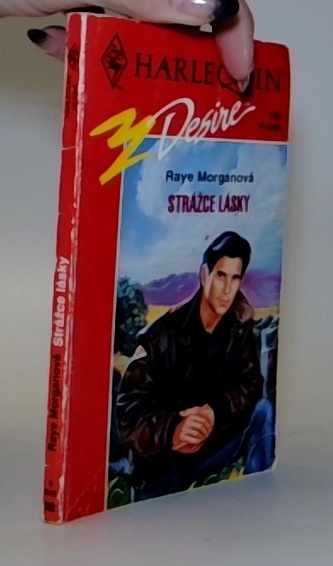 HARLEQUIN
Desire
Raye Morganová
STRÁŽCE LÁSKY
Raye Morganová Strážce lásky